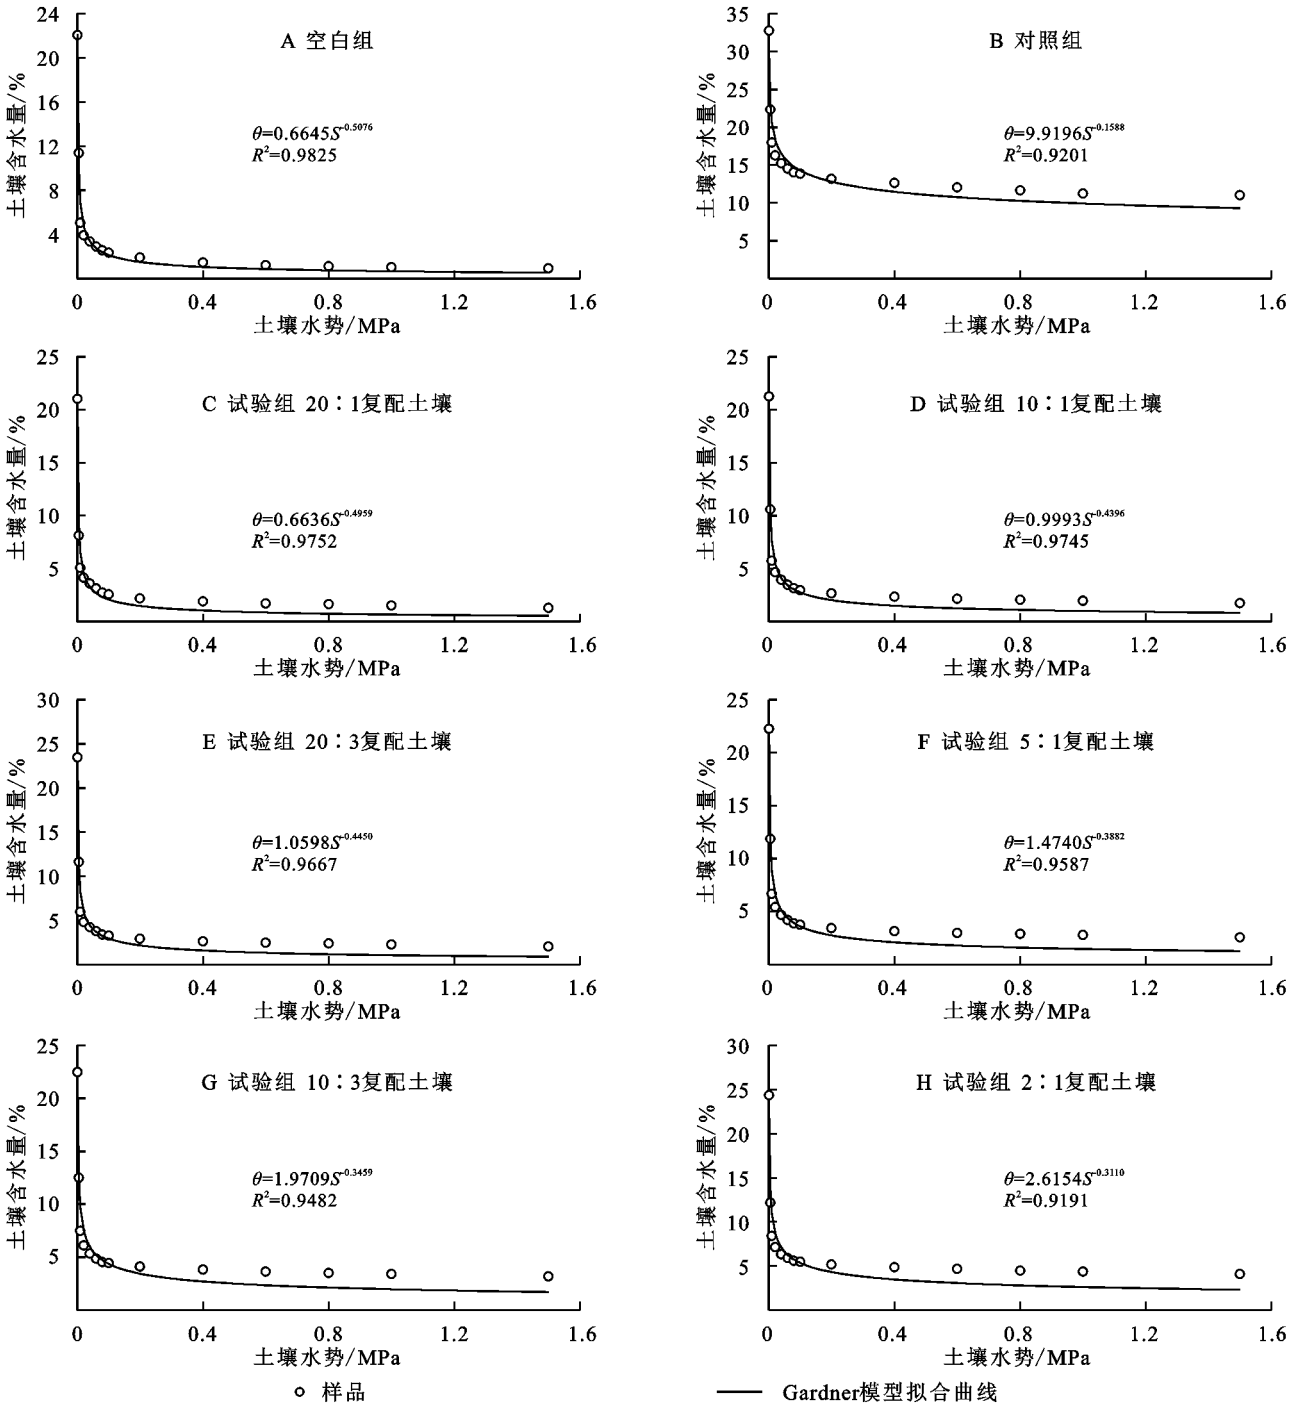 A 空白组
θ=0.6645S-0.5076
R2=0.9825
土壤含水量/%
24
22
16
12
8
4
0 0.4 0.8 1.2 1.6
土壤水势/MPa
B 对照组
θ=9.9196S-0.1588
R2=0.9201
土壤含水量/%
35
30
25
20
15
10
5
0 0.4 0.8 1.2 1.6
土壤水势/MPa
C 试验组 20∶1复配土壤
θ=0.6636S-0.4959
R2=0.9752
土壤含水量/%
25
20
15
10
5
0 0.4 0.8 1.2 1.6
土壤水势/MPa
D 试验组 10∶1复配土壤
θ=0.9993S-0.4396
R2=0.9745
土壤含水量/%
25
20
15
10
5
0 0.4 0.8 1.2 1.6
土壤水势/MPa
E 试验组 20∶3复配土壤
θ=1.0598S-0.4450
R2=0.9667
土壤含水量/%
30
25
20
15
10
5
0 0.4 0.8 1.2 1.6
土壤水势/MPa
F 试验组 5∶1复配土壤
θ=1.4740S-0.3882
R2=0.9587
土壤含水量/%
25
20
15
10
5
0 0.4 0.8 1.2 1.6
土壤水势/MPa
G 试验组 10∶3复配土壤
θ=1.9709S-0.3459
R2=0.9482
土壤含水量/%
25
20
15
10
5
0 0.4 0.8 1.2 1.6
土壤水势/MPa
H 试验组 2∶1复配土壤
θ=2.6154S-0.3110
R2=0.9191
土壤含水量/%
30
25
20
15
10
5
0 0.4 0.8 1.2 1.6
土壤水势/MPa
样品
Gardner模型拟合曲线